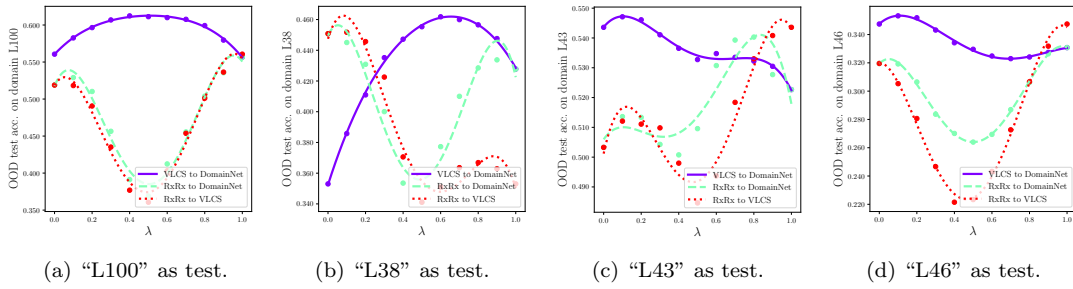 OOD test acc. on domain L100
0.600
0.550
0.500
0.450
0.400
0.350
VLCS to DomainNet
RxRx to DomainNet
RxRx to VLCS
0.0 0.2 0.4 0.6 0.8 1.0
λ
(a) “L100” as test.
OOD test acc. on domain L38
0.460
0.440
0.420
0.400
0.380
0.360
0.340
VLCS to DomainNet
RxRx to DomainNet
RxRx to VLCS
0.0 0.2 0.4 0.6 0.8 1.0
λ
(b) “L38” as test.
OOD test acc. on domain L43
0.550
0.540
0.530
0.520
0.510
0.500
0.490
VLCS to DomainNet
RxRx to DomainNet
RxRx to VLCS
0.0 0.2 0.4 0.6 0.8 1.0
λ
(c) “L43” as test.
OOD test acc. on domain L46
0.340
0.320
0.300
0.280
0.260
0.240
0.220
VLCS to DomainNet
RxRx to DomainNet
RxRx to VLCS
0.0 0.2 0.4 0.6 0.8 1.0
λ
(d) “L46” as test.